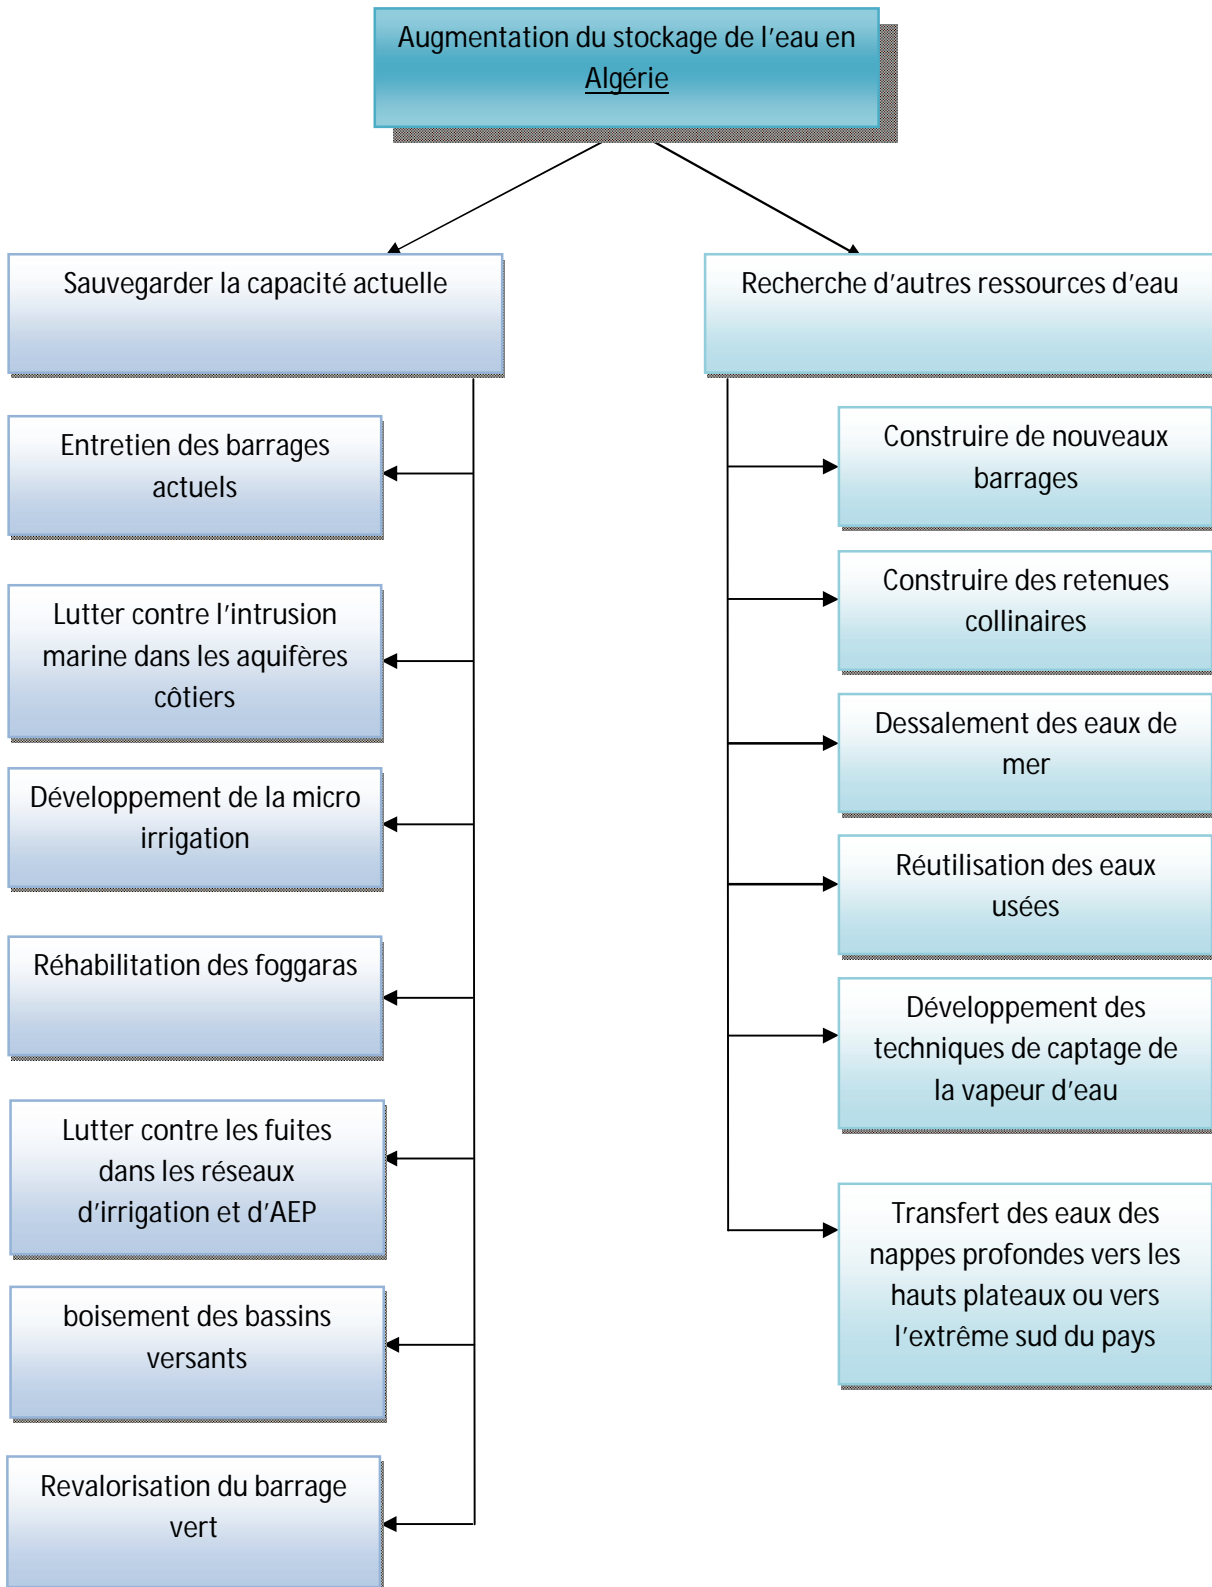 Augmentation du stockage de l'eau en
Algérie
Sauvegarder la capacité actuelle
Entretien des barrages
actuels
Lutter contre l'intrusion
marine dans les aquifères
côtiers
Développement de la micro
irrigation
Réhabilitation des foggaras
Lutter contre les fuites
dans les réseaux
d'irrigation et d'AEP
boisement des bassins
versants
Revalorisation du barrage
vert
Recherche d'autres ressources d'eau
Construire de nouveaux
barrages
Construire des retenues
collinaires
Dessalement des eaux de
mer
Réutilisation des eaux
usées
Développement des
techniques de captage de
la vapeur d'eau
Transfert des eaux des
nappes profondes vers les
hauts plateaux ou vers
l'extrême sud du pays